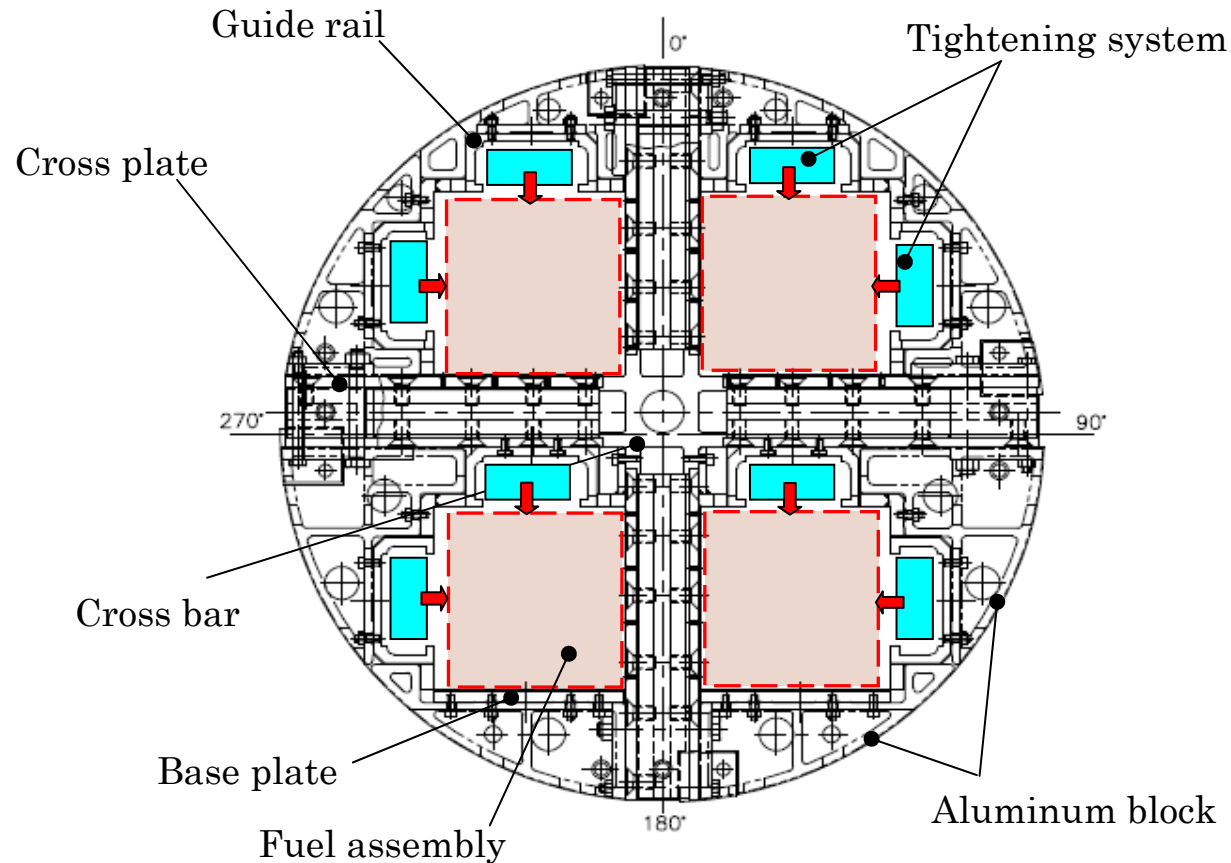 Guide rail
0°
Tightening system
Cross plate
270°
90°
Cross bar
Base plate
180°
Aluminum block
Fuel assembly